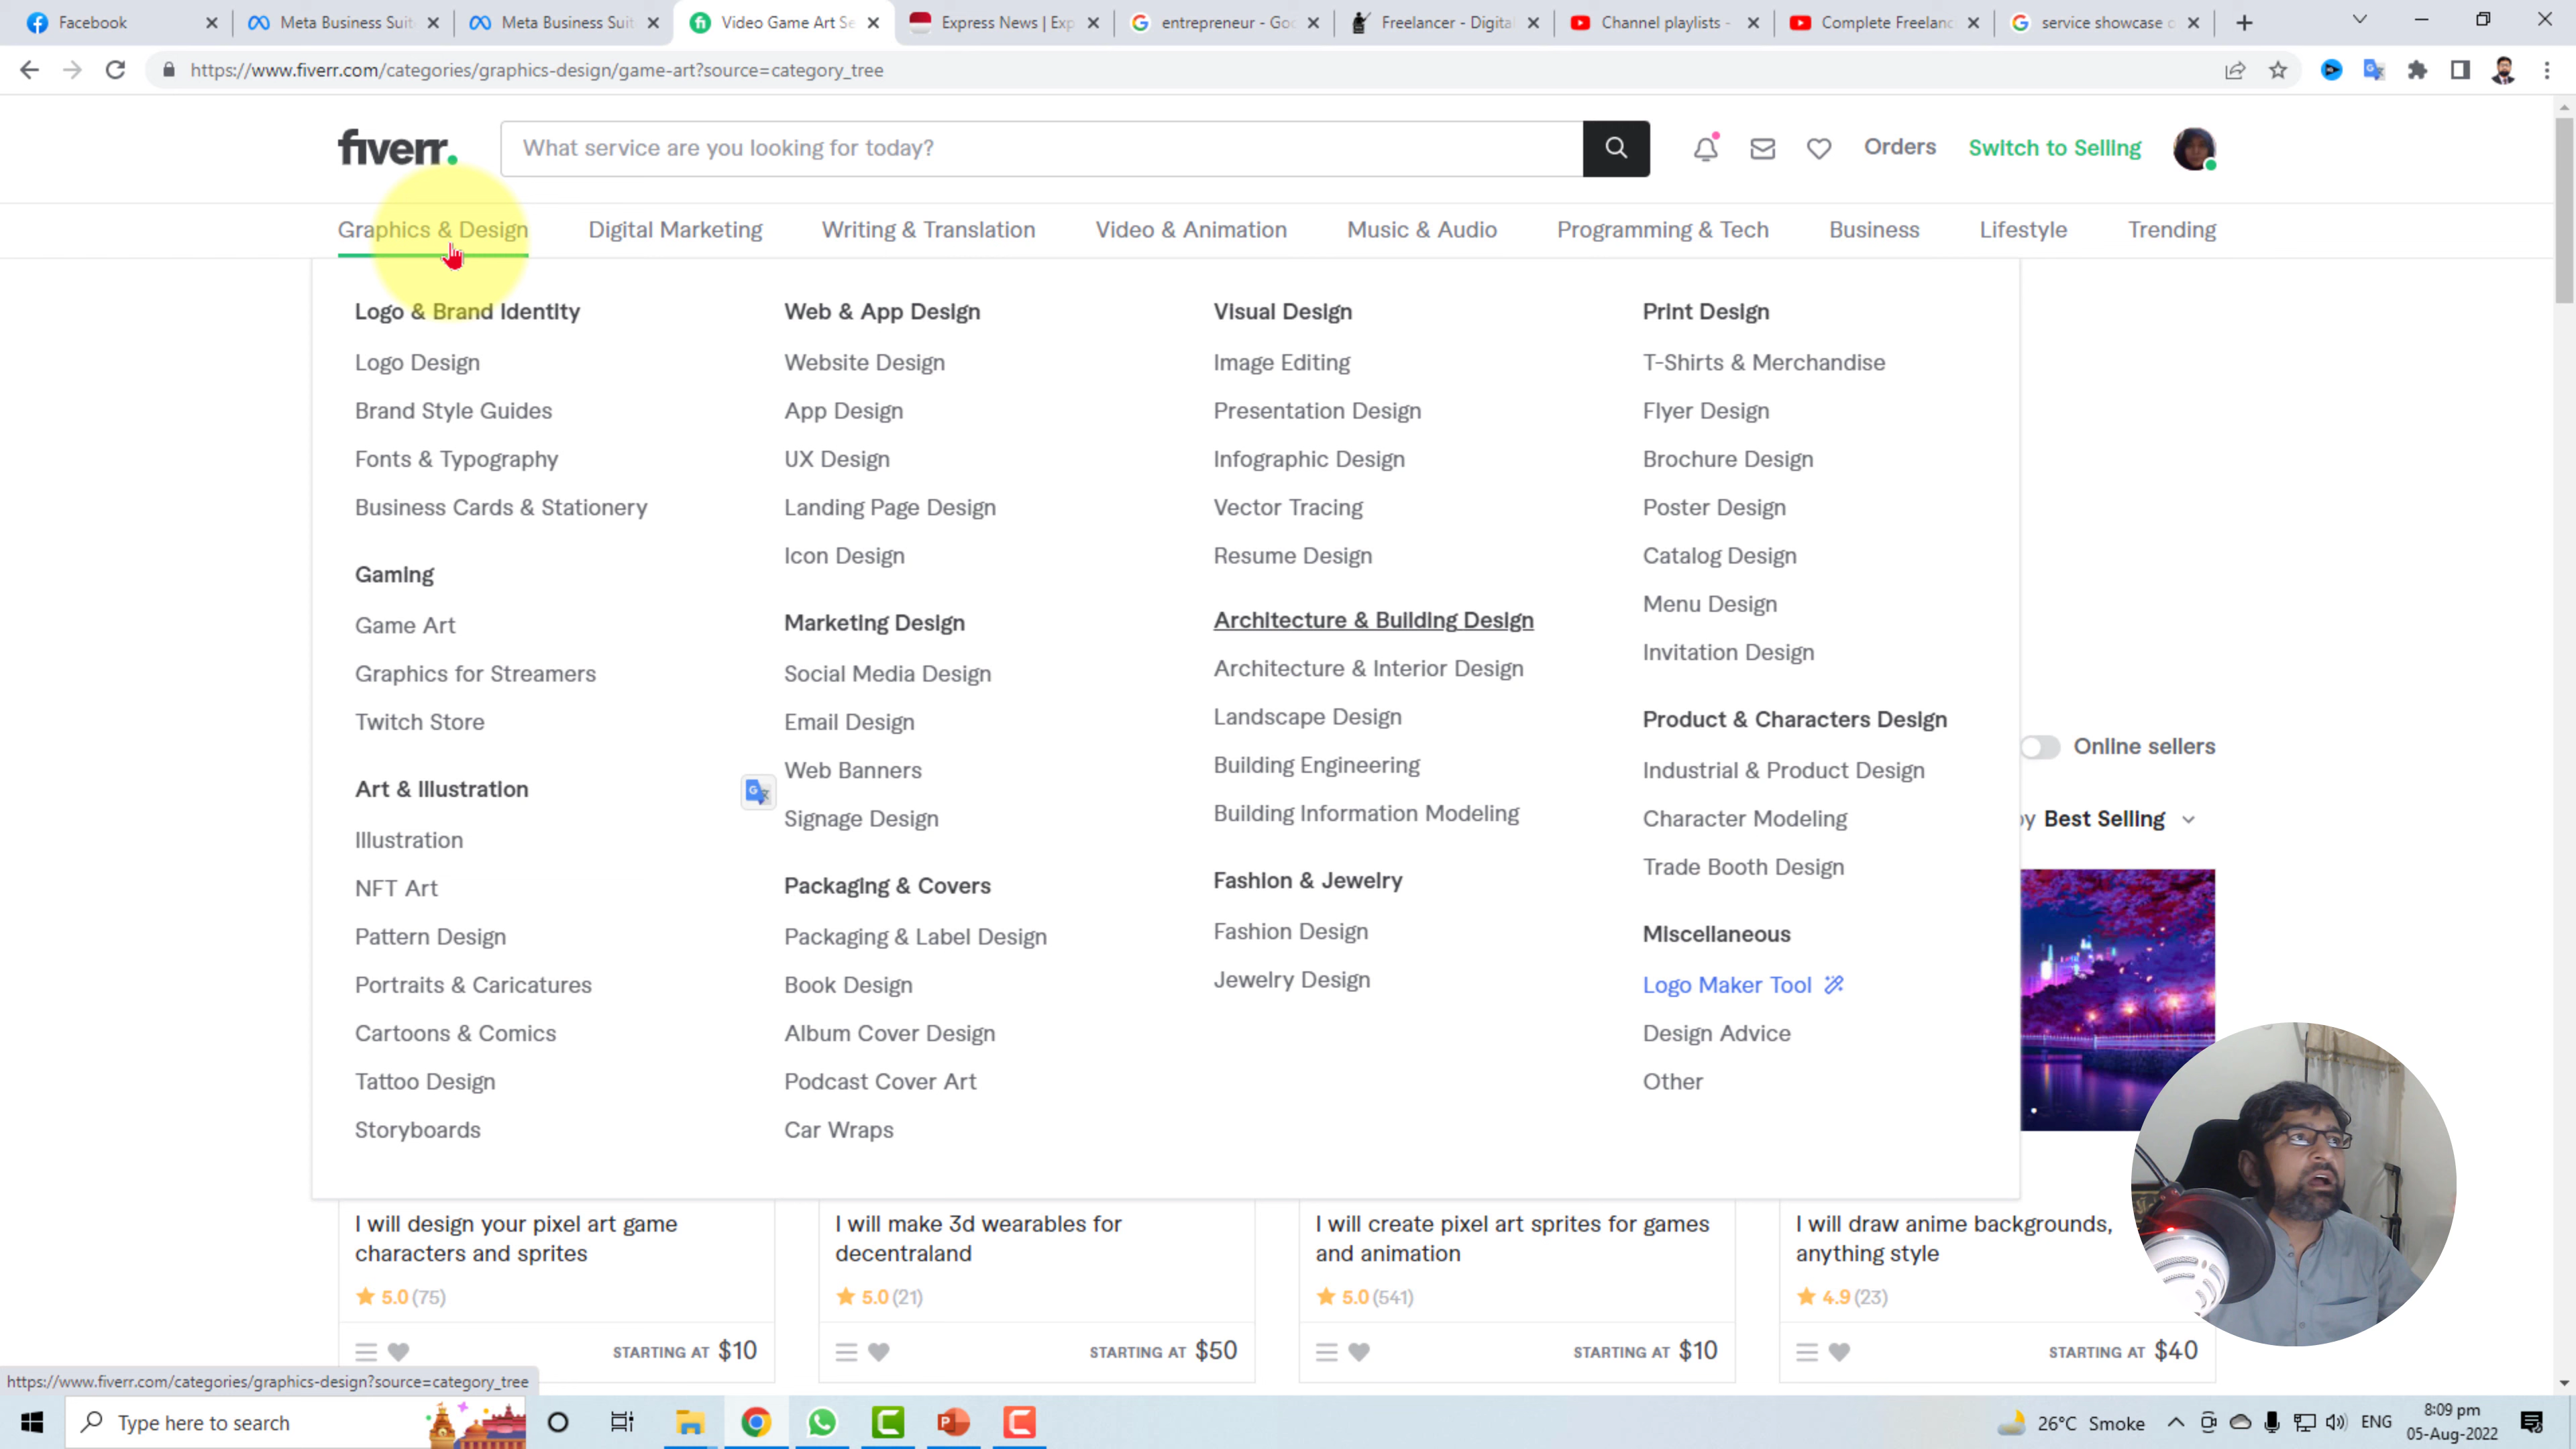 Facebook
Meta Business Suit
Meta Business Suit
Video Game Art Se
Express News | Exp
entrepreneur - Goo
Freelancer - Digital
Channel playlists -
Complete Freelanc
service showcase o
https://www.fiverr.com/categories/graphics-design/game-art?source=category_tree
fiverr.
What service are you looking for today?
Orders
Switch to Selling
Graphics & Design
Digital Marketing
Writing & Translation
Video & Animation
Music & Audio
Programming & Tech
Business
Lifestyle
Trending
Logo & Brand Identity
Logo Design
Brand Style Guides
Fonts & Typography
Business Cards & Stationery
Gaming
Game Art
Graphics for Streamers
Twitch Store
Art & Illustration
Illustration
NFT Art
Pattern Design
Portraits & Caricatures
Cartoons & Comics
Tattoo Design
Storyboards
Web & App Design
Website Design
App Design
UX Design
Landing Page Design
Icon Design
Marketing Design
Social Media Design
Email Design
Web Banners
Signage Design
Packaging & Covers
Packaging & Label Design
Book Design
Album Cover Design
Podcast Cover Art
Car Wraps
Visual Design
Image Editing
Presentation Design
Infographic Design
Vector Tracing
Resume Design
Architecture & Building Design
Architecture & Interior Design
Landscape Design
Building Engineering
Building Information Modeling
Fashion & Jewelry
Fashion Design
Jewelry Design
Print Design
T-Shirts & Merchandise
Flyer Design
Brochure Design
Poster Design
Catalog Design
Menu Design
Invitation Design
Product & Characters Design
Industrial & Product Design
Character Modeling
Trade Booth Design
Miscellaneous
Logo Maker Tool
Design Advice
Other
Online sellers
by Best Selling
I will design your pixel art game
characters and sprites
5.0 (75)
STARTING AT $10
I will make 3d wearables for
decentraland
5.0 (21)
STARTING AT $50
I will create pixel art sprites for games
and animation
5.0 (541)
STARTING AT $10
I will draw anime backgrounds,
anything style
4.9 (23)
STARTING AT $40
https://www.fiverr.com/categories/graphics-design?source=category_tree
Type here to search
26°C Smoke
ENG
8:09 pm
05-Aug-2022